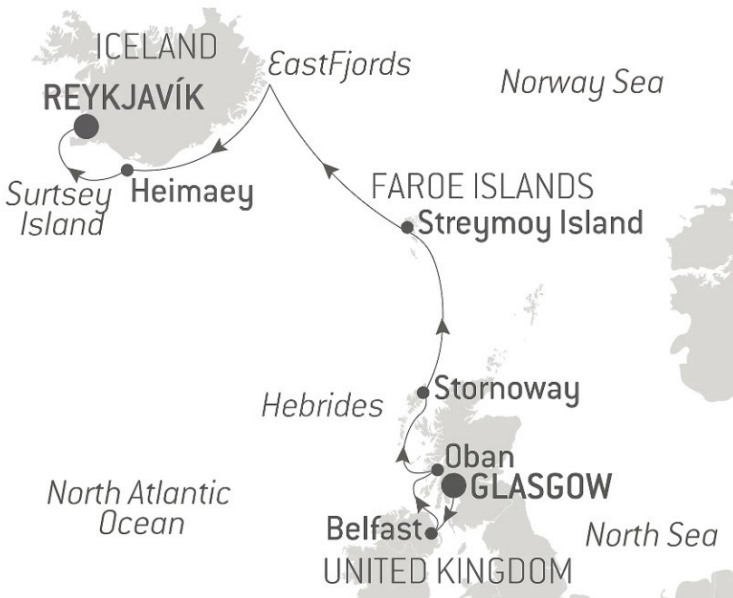 ICELAND
EastFjords
Norway Sea
REYKJAVÍK
FAROE ISLANDS
Surtsey
Island
Heimaey
Streymoy Island
Stornoway
Hebrides
Oban
GLASGOW
North Atlantic
Ocean
Belfast
North Sea
UNITED KINGDOM